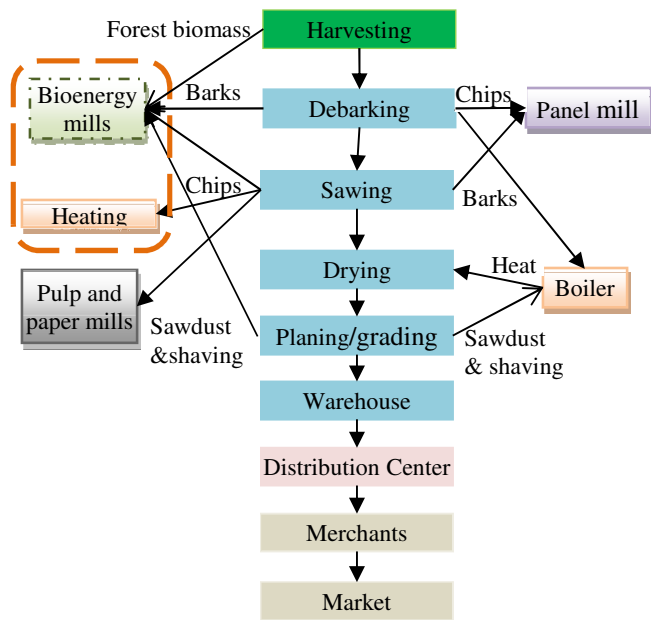 Forest biomass
Harvesting
Bioenergy
mills
Barks
Debarking
Chips
Panel mill
Chips
Sawing
Barks
Heating
Drying
Heat
Boiler
Pulp and
paper mills
Sawdust
&shaving
Planing/grading
Sawdust
& shaving
Warehouse
Distribution Center
Merchants
Market